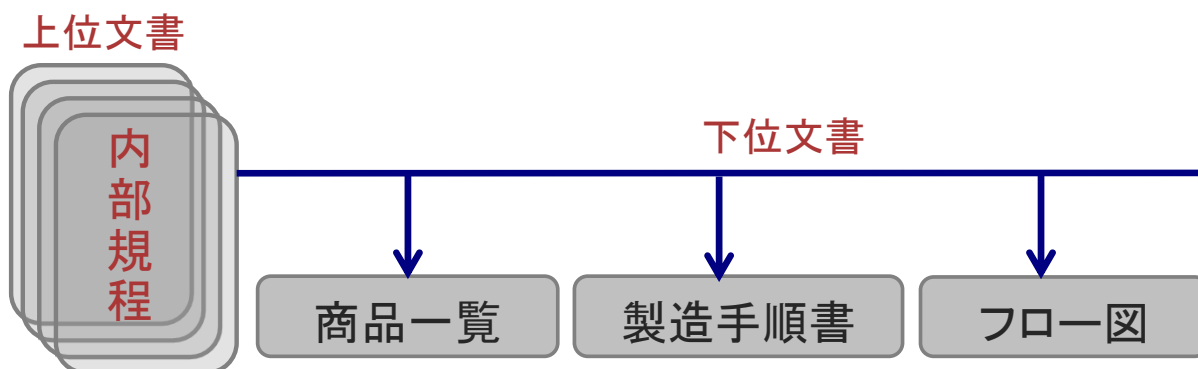 上位文書
内部規程
下位文書
商品一覧
製造手順書
フロー図